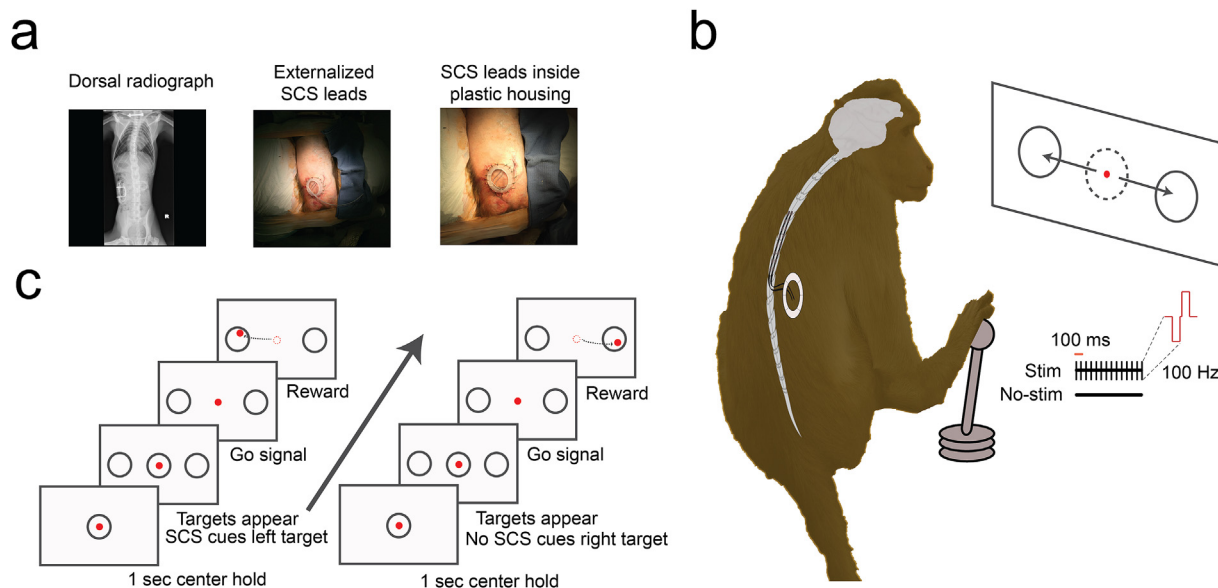 a
Dorsal radiograph
Externalized
SCS leads
SCS leads inside
plastic housing
R
b
100 ms
Stim
No-stim
100 Hz
c
Reward
Go signal
Targets appear
SCS cues left target
1 sec center hold
Reward
Go signal
Targets appear
No SCS cues right target
1 sec center hold